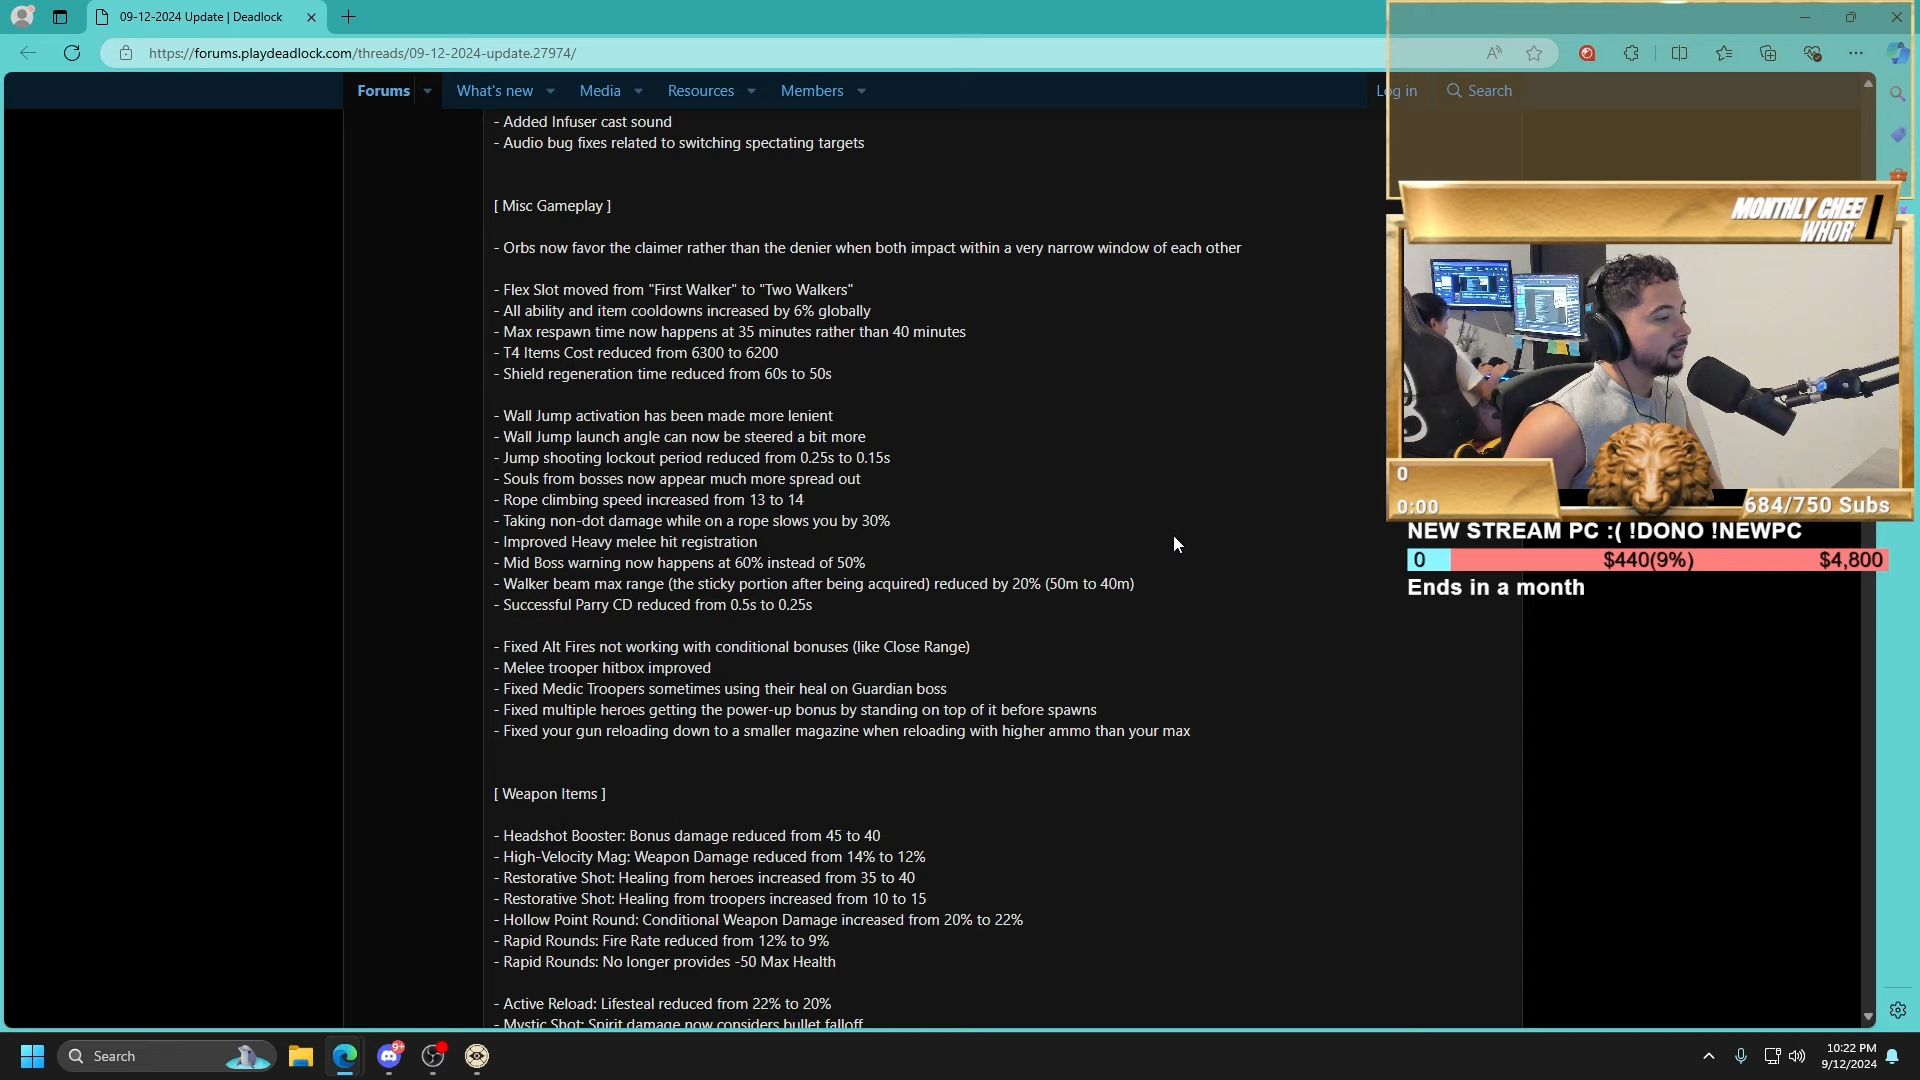 09-12-2024 Update | Deadlock
https://forums.playdeadlock.com/threads/09-12-2024-update.27974/
Forums What's new Media Resources Members Log in Search
- Added Infuser cast sound
- Audio bug fixes related to switching spectating targets
[ Misc Gameplay ]
- Orbs now favor the claimer rather than the denier when both impact within a very narrow window of each other
- Flex Slot moved from "First Walker" to "Two Walkers"
- All ability and item cooldowns increased by 6% globally
- Max respawn time now happens at 35 minutes rather than 40 minutes
- T4 Items Cost reduced from 6300 to 6200
- Shield regeneration time reduced from 60s to 50s
- Wall Jump activation has been made more lenient
- Wall Jump launch angle can now be steered a bit more
- Jump shooting lockout period reduced from 0.25s to 0.15s
- Souls from bosses now appear much more spread out
- Rope climbing speed increased from 13 to 14
- Taking non-dot damage while on a rope slows you by 30%
- Improved Heavy melee hit registration
- Mid Boss warning now happens at 60% instead of 50%
- Walker beam max range (the sticky portion after being acquired) reduced by 20% (50m to 40m)
- Successful Parry CD reduced from 0.5s to 0.25s
- Fixed Alt Fires not working with conditional bonuses (like Close Range)
- Melee trooper hitbox improved
- Fixed Medic Troopers sometimes using their heal on Guardian boss
- Fixed multiple heroes getting the power-up bonus by standing on top of it before spawns
- Fixed your gun reloading down to a smaller magazine when reloading with higher ammo than your max
[ Weapon Items ]
- Headshot Booster: Bonus damage reduced from 45 to 40
- High-Velocity Mag: Weapon Damage reduced from 14% to 12%
- Restorative Shot: Healing from heroes increased from 35 to 40
- Restorative Shot: Healing from troopers increased from 10 to 15
- Hollow Point Round: Conditional Weapon Damage increased from 20% to 22%
- Rapid Rounds: Fire Rate reduced from 12% to 9%
- Rapid Rounds: No longer provides -50 Max Health
- Active Reload: Lifesteal reduced from 22% to 20%
- Mystic Shot: Spirit damage now considers bullet falloff
MONTHLY CHEE
WHOR
0
0:00
684/750 Subs
NEW STREAM PC :( !DONO !NEWPC
0 $440(9%) $4,800
Ends in a month
Search
9+
10:22 PM
9/12/2024